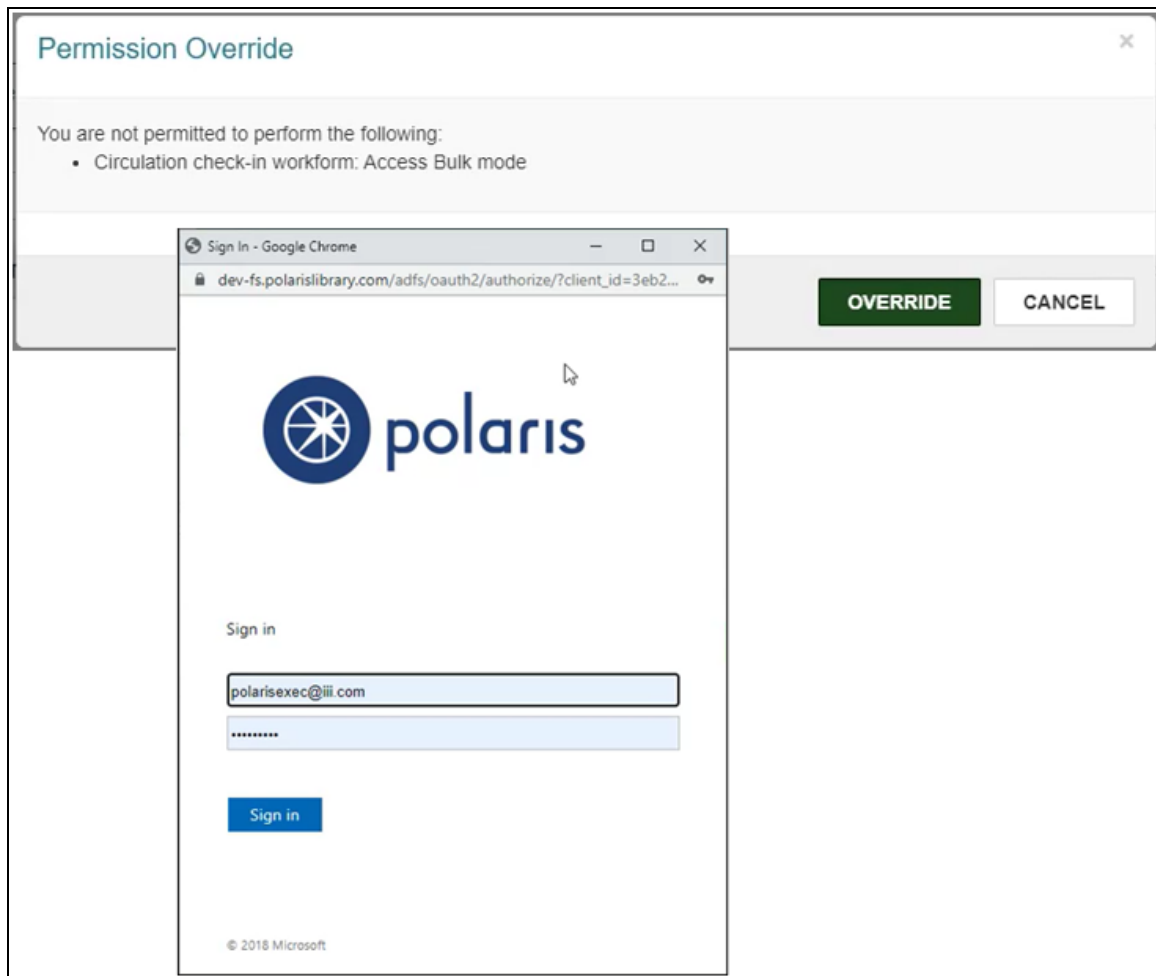 Permission Override
×
You are not permitted to perform the following:
• Circulation check-in workform: Access Bulk mode
Sign In - Google Chrome
dev-fs.polarislibrary.com/adfs/oauth2/authorize/?client_id=3eb2...
OVERRIDE
CANCEL
polaris
Sign in
polarisexec@iii.com
•••••••••
Sign in
© 2018 Microsoft